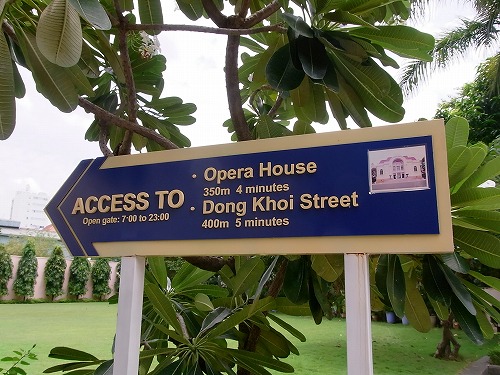 ACCESS TO
Open gate: 7:00 to 23:00
· Opera House
350m 4 minutes
· Dong Khoi Street
400m 5 minutes